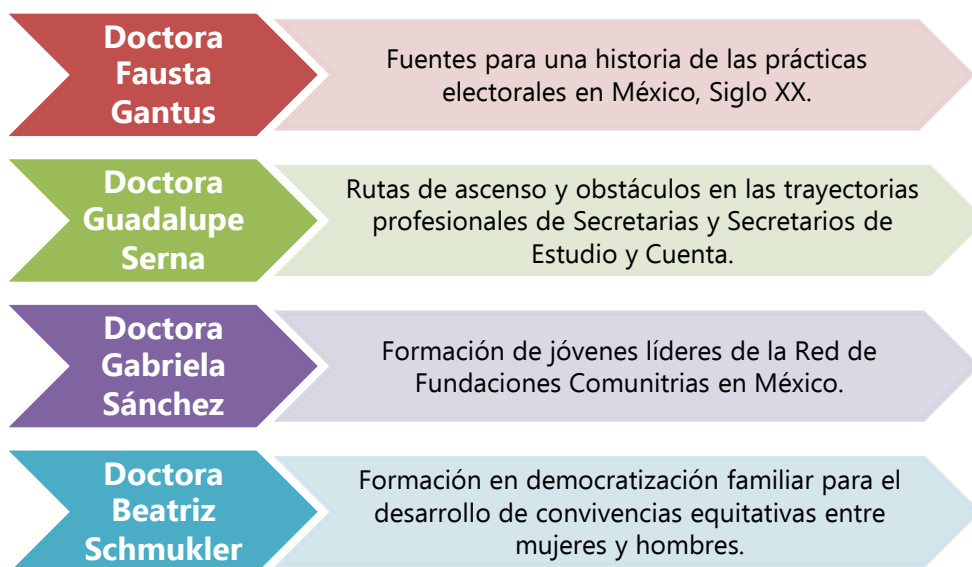 Doctora
Fausta
Gantus
Fuentes para una historia de las prácticas
electorales en México, Siglo XX.
Doctora
Guadalupe
Serna
Rutas de ascenso y obstáculos en las trayectorias
profesionales de Secretarias y Secretarios de
Estudio y Cuenta.
Doctora
Gabriela
Sánchez
Formación de jóvenes líderes de la Red de
Fundaciones Comunitrias en México.
Doctora
Beatriz
Schmukler
Formación en democratización familiar para el
desarrollo de convivencias equitativas entre
mujeres y hombres.